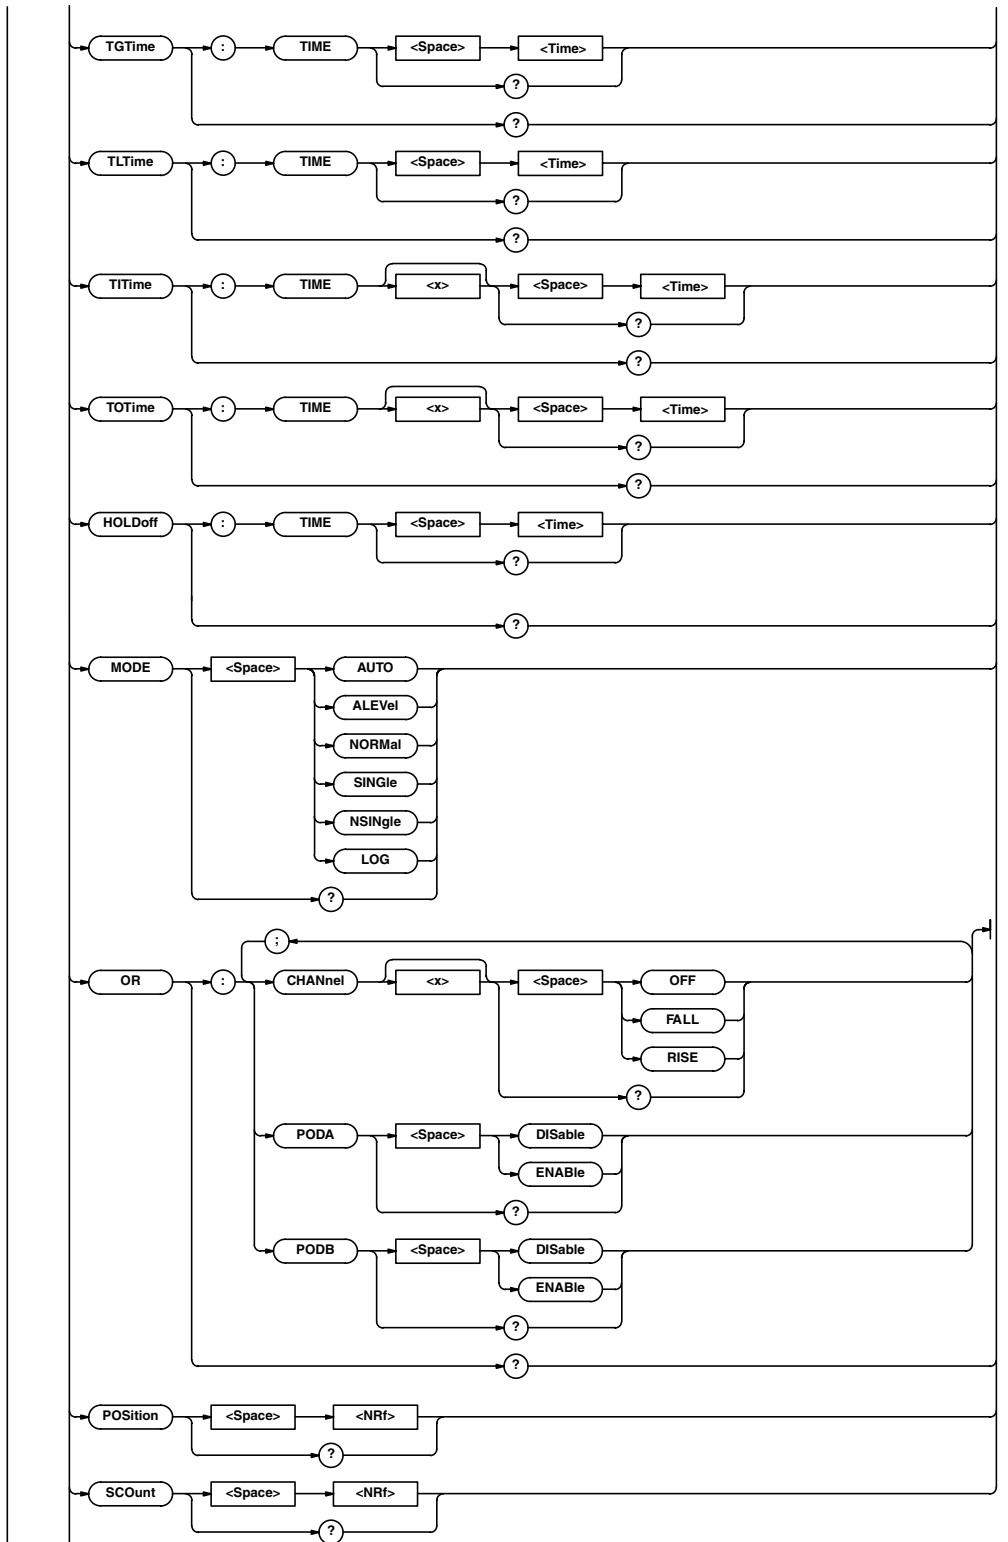 TGTime : TIME <Space> <Time>
?
?
TLTime : TIME <Space> <Time>
?
?
TITime : TIME <x> <Space> <Time>
?
?
TOTime : TIME <x> <Space> <Time>
?
?
HOLDoff : TIME <Space> <Time>
?
?
MODE <Space> AUTO
ALEVel
NORMal
SINGle
NSINgle
LOG
?
;
OR : CHANnel <x> <Space> OFF
FALL
RISE
?
PODA <Space> DISable
ENABle
?
PODB <Space> DISable
ENABle
?
?
POSition <Space> <NRf>
?
SCOunt <Space> <NRf>
?